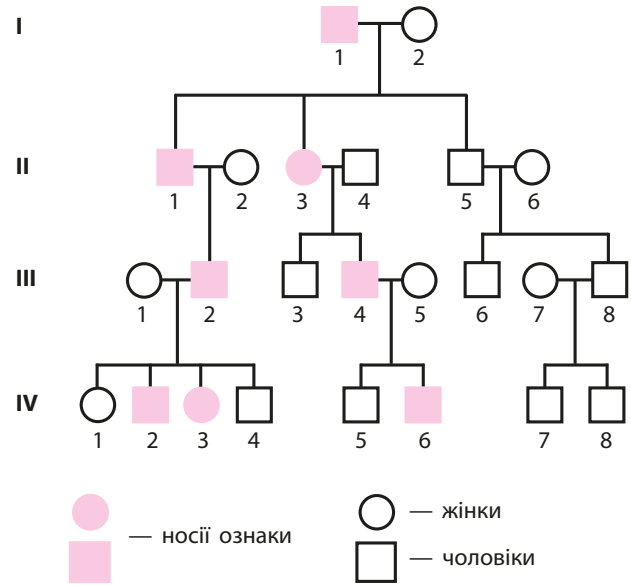 I
1 2
II
1 2 3 4 5 6
III
1 2 3 4 5 6 7 8
IV
1 2 3 4 5 6 7 8
— носії ознаки
— жінки
— чоловіки